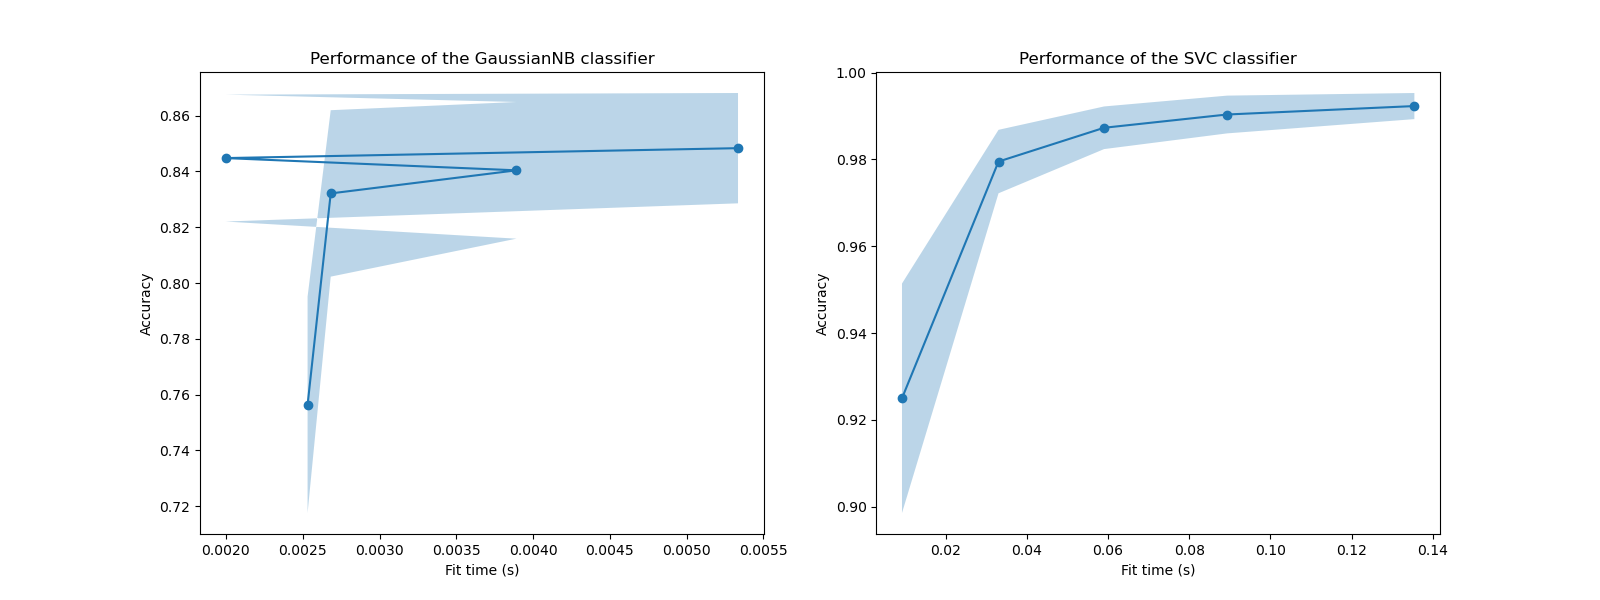 Performance of the GaussianNB classifier
Accuracy
0.86
0.84
0.82
0.80
0.78
0.76
0.74
0.72
0.0020 0.0025 0.0030 0.0035 0.0040 0.0045 0.0050 0.0055
Fit time (s)
Performance of the SVC classifier
Accuracy
1.00
0.98
0.96
0.94
0.92
0.90
0.02 0.04 0.06 0.08 0.10 0.12 0.14
Fit time (s)